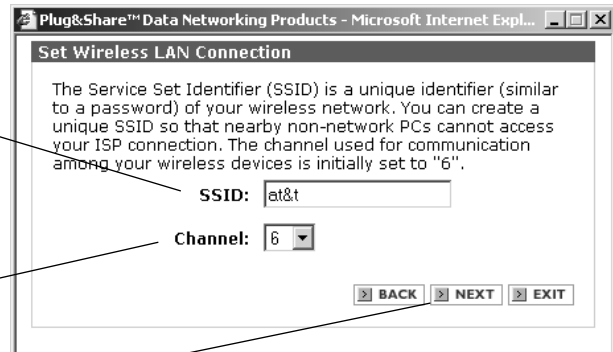 Plug&Share™ Data Networking Products - Microsoft Internet Expl...
Set Wireless LAN Connection
The Service Set Identifier (SSID) is a unique identifier (similar
to a password) of your wireless network. You can create a
unique SSID so that nearby non-network PCs cannot access
your ISP connection. The channel used for communication
among your wireless devices is initially set to "6".
SSID: at&t
Channel: 6
BACK NEXT EXIT